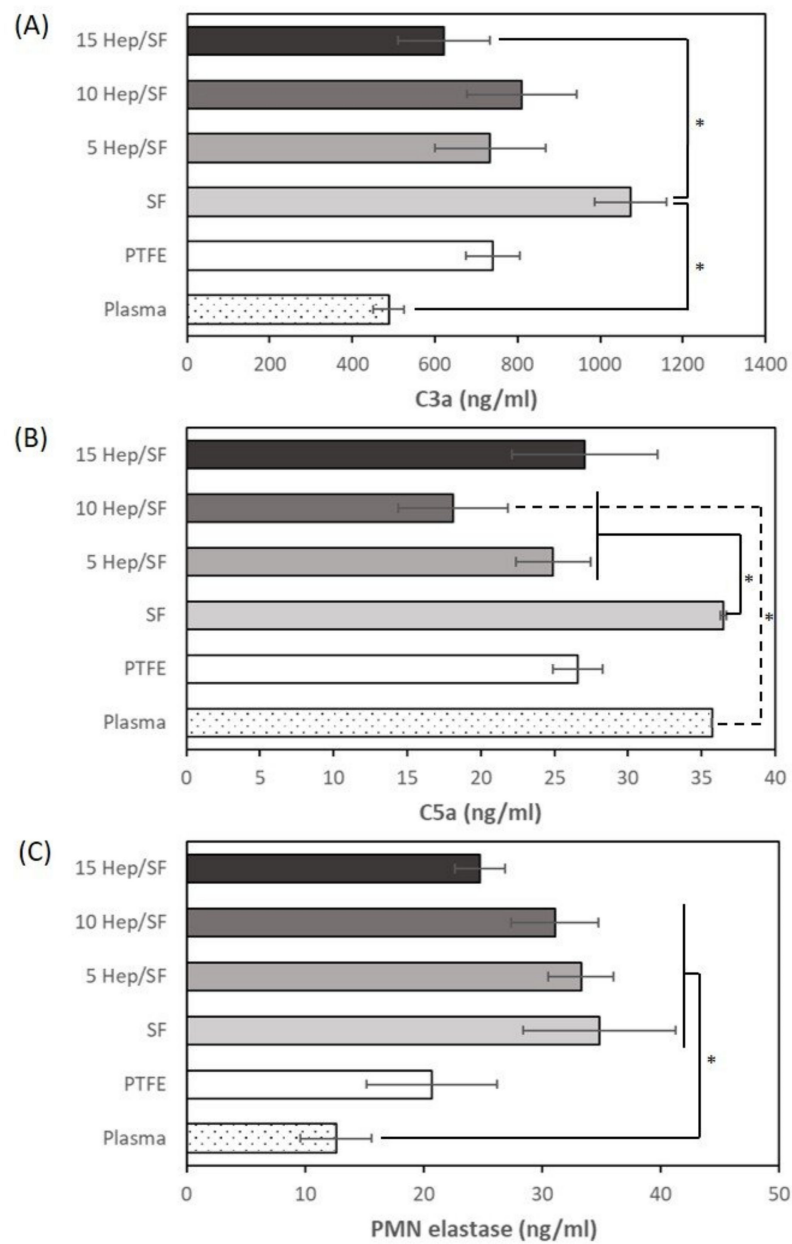 (A)
15 Hep/SF
10 Hep/SF
5 Hep/SF
SF
PTFE
Plasma
*
*
0 200 400 600 800 1000 1200 1400
C3a (ng/ml)
(B)
15 Hep/SF
10 Hep/SF
5 Hep/SF
SF
PTFE
Plasma
*
*
0 5 10 15 20 25 30 35 40
C5a (ng/ml)
(C)
15 Hep/SF
10 Hep/SF
5 Hep/SF
SF
PTFE
Plasma
*
0 10 20 30 40 50
PMN elastase (ng/ml)